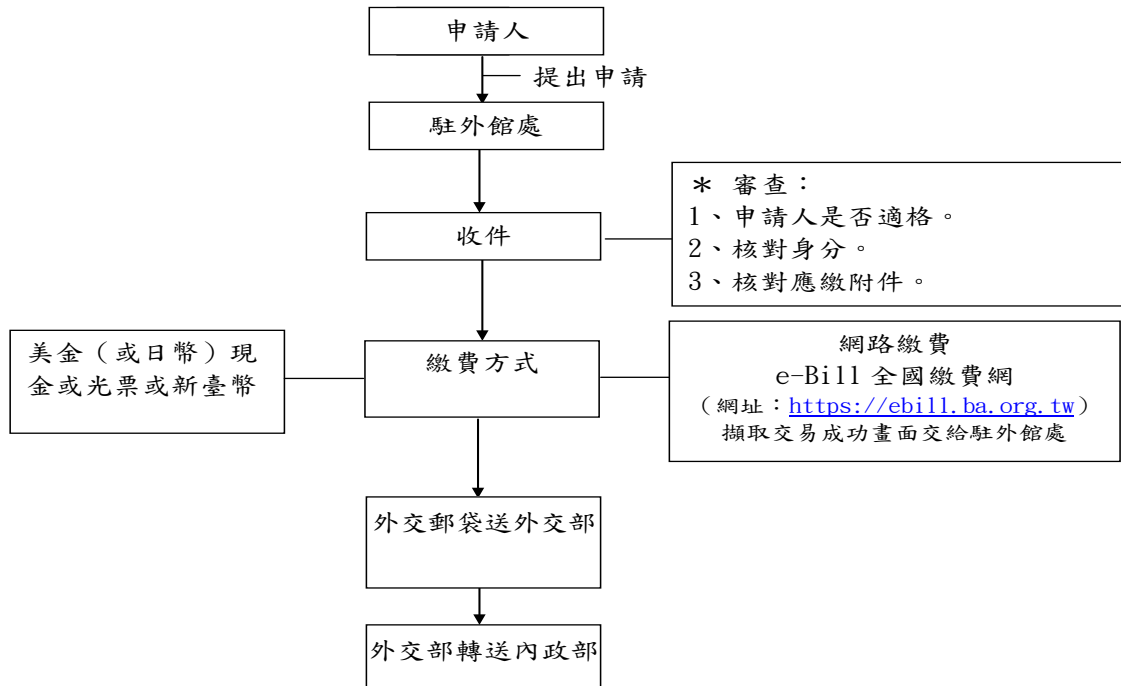 申請人
提出申請
駐外館處
收件
＊ 審查：
1、申請人是否適格。
2、核對身分。
3、核對應繳附件。
美金（或日幣）現
金或光票或新臺幣
繳費方式
網路繳費
e-Bill 全國繳費網
（網址：https://ebill.ba.org.tw）
擷取交易成功畫面交給駐外館處
外交郵袋送外交部
外交部轉送內政部